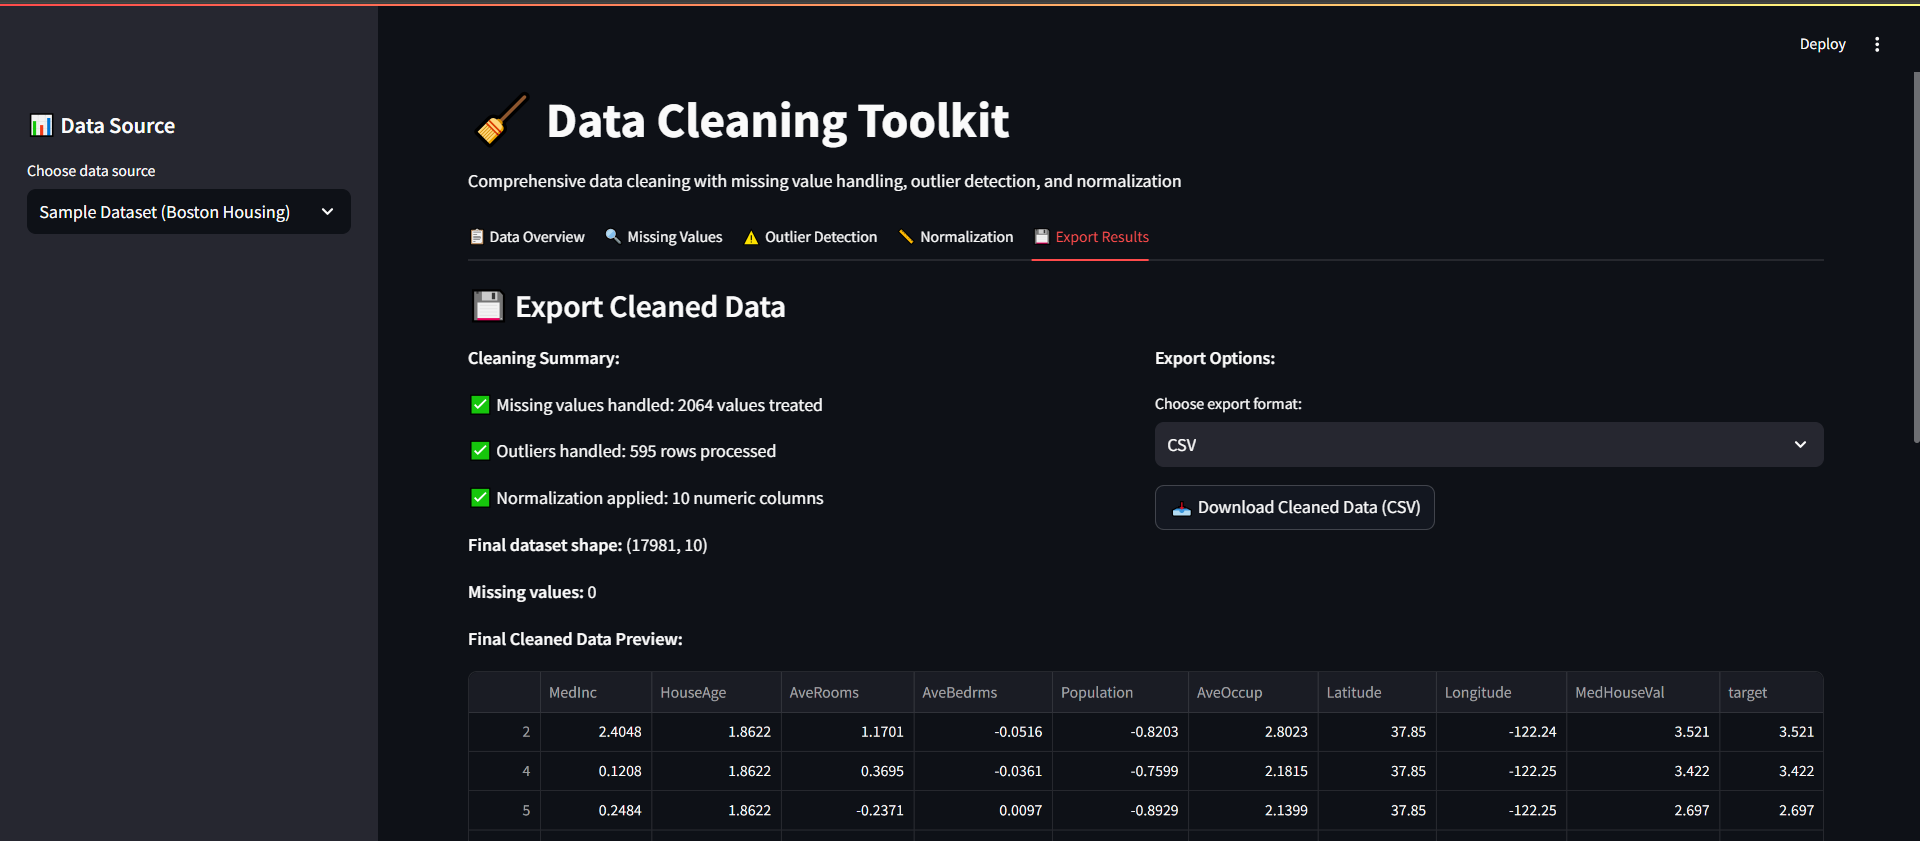 Deploy
📊 Data Source
Choose data source
Sample Dataset (Boston Housing)
🧹 Data Cleaning Toolkit
Comprehensive data cleaning with missing value handling, outlier detection, and normalization
📋 Data Overview 🔍 Missing Values ⚠️ Outlier Detection 📏 Normalization 💾 Export Results
💾 Export Cleaned Data
Cleaning Summary:
✅ Missing values handled: 2064 values treated
✅ Outliers handled: 595 rows processed
✅ Normalization applied: 10 numeric columns
Final dataset shape: (17981, 10)
Missing values: 0
Export Options:
Choose export format:
CSV
📥 Download Cleaned Data (CSV)
Final Cleaned Data Preview:
MedInc HouseAge AveRooms AveBedrms Population AveOccup Latitude Longitude MedHouseVal target
2 2.4048 1.8622 1.1701 -0.0516 -0.8203 2.8023 37.85 -122.24 3.521 3.521
4 0.1208 1.8622 0.3695 -0.0361 -0.7599 2.1815 37.85 -122.25 3.422 3.422
5 0.2484 1.8622 -0.2371 0.0097 -0.8929 2.1399 37.85 -122.25 2.697 2.697